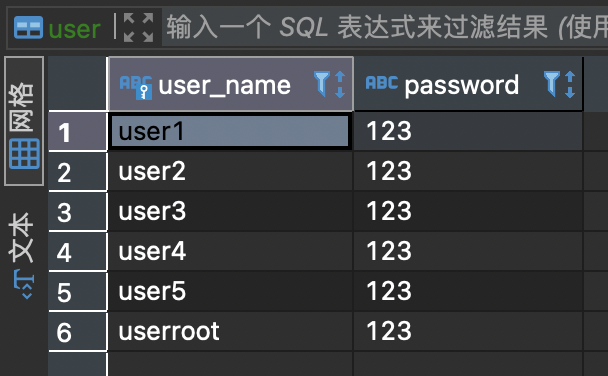 user 输入一个 SQL 表达式来过滤结果 (使用
网格
文本
ABC user_name ABC password
1 user1 123
2 user2 123
3 user3 123
4 user4 123
5 user5 123
6 userroot 123